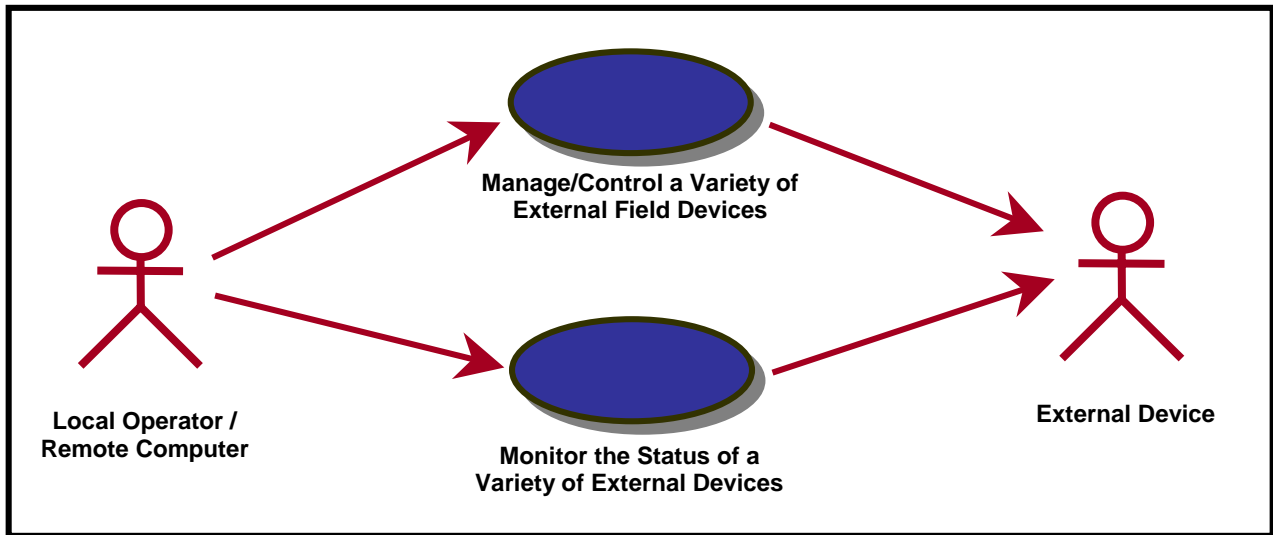 Manage/Control a Variety of
External Field Devices
Local Operator /
Remote Computer
External Device
Monitor the Status of a
Variety of External Devices